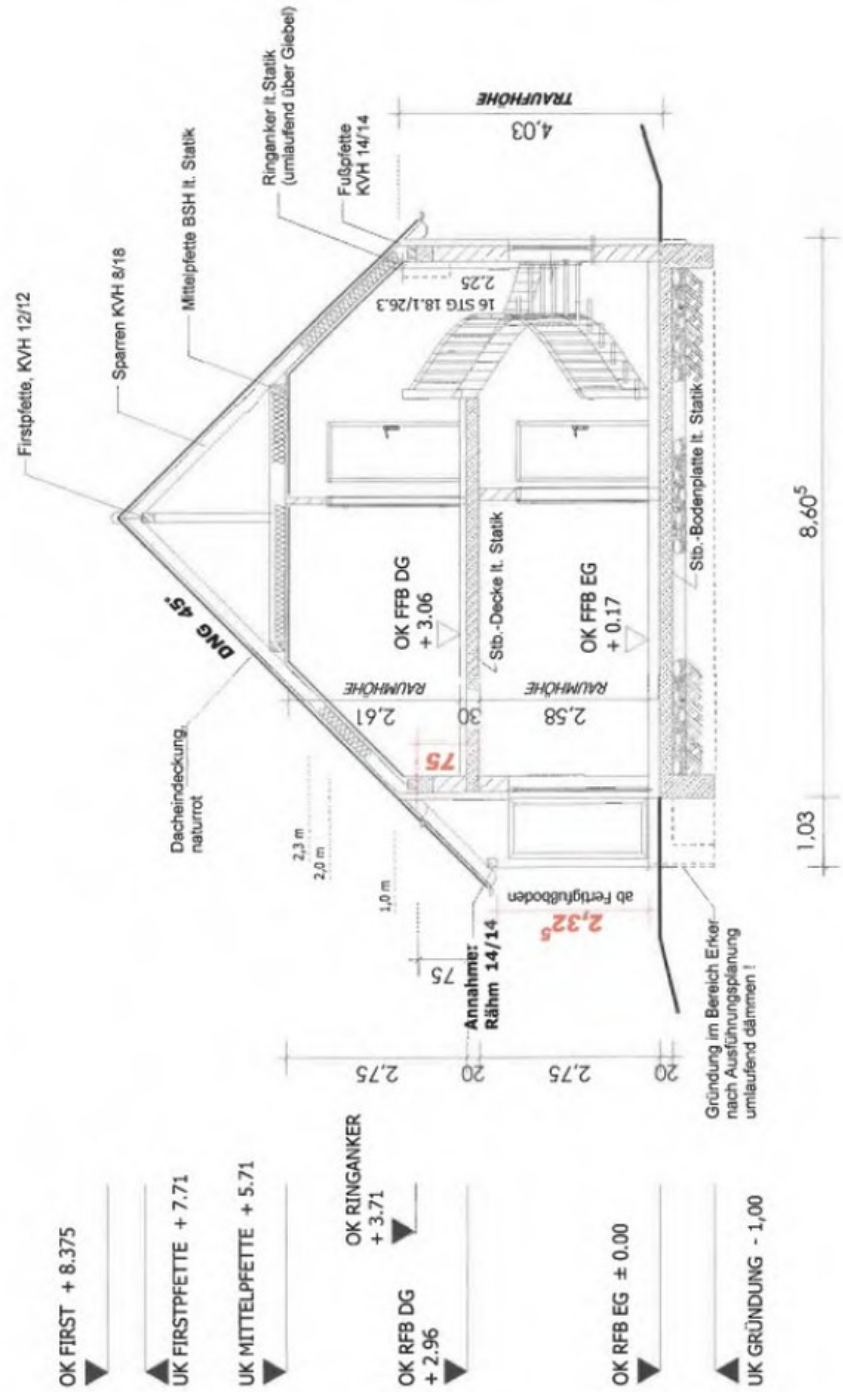 OK FIRST + 8.375
UK FIRSTPFETTE + 7.71
UK MITTELPFETTE + 5.71
OK RINGANKER
+ 3.71
OK RFB DG
+ 2.96
OK RFB EG ± 0.00
UK GRÜNDUNG - 1,00
2,75
20
2,75
20
75
Annahme:
Rähm 14/14
1,0 m
2,0 m
2,3 m
Dacheindeckung,
naturrot
DNG 45°
Firstpfette, KVH 12/12
Sparren KVH 8/18
Mittelpfette BSH lt. Statik
Ringanker lt.Statik
(umlaufend über Giebel)
Fußpfette
KVH 14/14
2,61
RAUMHÖHE
75
30
OK FFB DG
+ 3.06
Stb.-Decke lt. Statik
2,58
RAUMHÖHE
OK FFB EG
+ 0.17
2,32⁵
ab Fertigfußboden
16 STG 18.1/26.3
2,25
4,03
TRAUFHÖHE
Stb.-Bodenplatte lt. Statik
Gründung im Bereich Erker
nach Ausführungsplanung
umlaufend dämmen !
1,03
8,60⁵